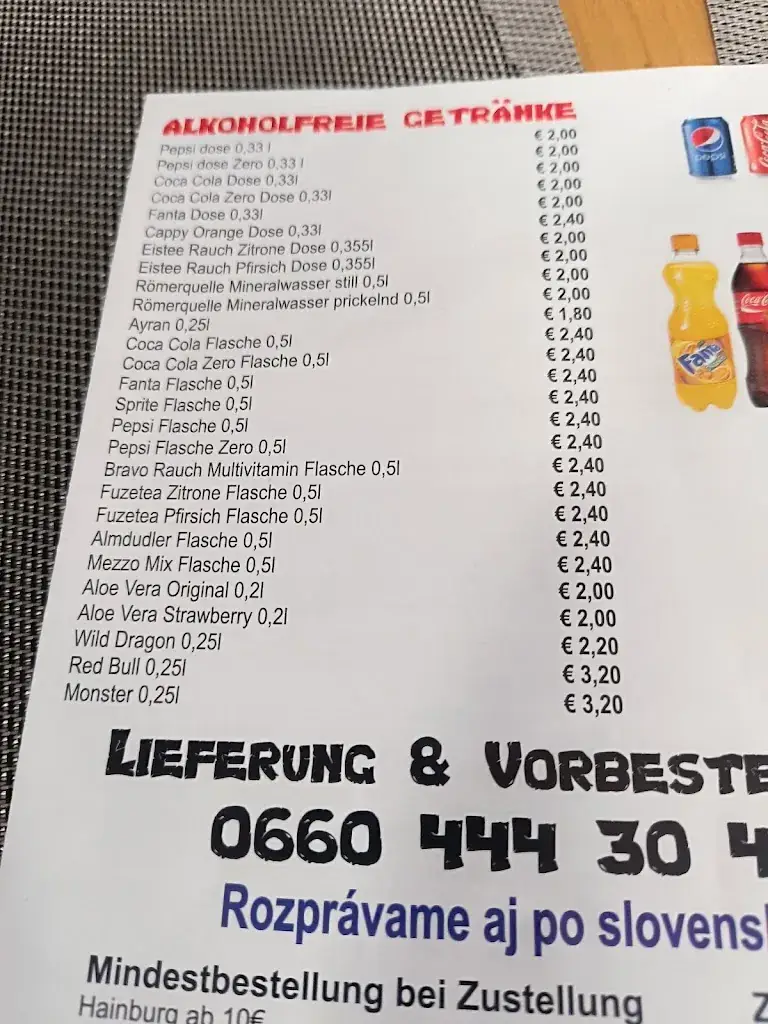 ALKOHOLFREIE GETRÄNKE
Pepsi dose 0,33 l € 2,00
Pepsi dose Zero 0,33 l € 2,00
Coca Cola Dose 0,33l € 2,00
Coca Cola Zero Dose 0,33l € 2,00
Fanta Dose 0,33l € 2,00
Cappy Orange Dose 0,33l € 2,40
Eistee Rauch Zitrone Dose 0,355l € 2,00
Eistee Rauch Pfirsich Dose 0,355l € 2,00
Römerquelle Mineralwasser still 0,5l € 2,00
Römerquelle Mineralwasser prickelnd 0,5l € 2,00
Ayran 0,25l € 1,80
Coca Cola Flasche 0,5l € 2,40
Coca Cola Zero Flasche 0,5l € 2,40
Fanta Flasche 0,5l € 2,40
Sprite Flasche 0,5l € 2,40
Pepsi Flasche 0,5l € 2,40
Pepsi Flasche Zero 0,5l € 2,40
Bravo Rauch Multivitamin Flasche 0,5l € 2,40
Fuzetea Zitrone Flasche 0,5l € 2,40
Fuzetea Pfirsich Flasche 0,5l € 2,40
Almdudler Flasche 0,5l € 2,40
Mezzo Mix Flasche 0,5l € 2,40
Aloe Vera Original 0,2l € 2,00
Aloe Vera Strawberry 0,2l € 2,00
Wild Dragon 0,25l € 2,20
Red Bull 0,25l € 3,20
Monster 0,25l € 3,20
pepsi
Fanta
LIEFERUNG & VORBESTE
0660 444 30 4
Rozprávame aj po slovens
Mindestbestellung bei Zustellung
Hainburg ab 10€